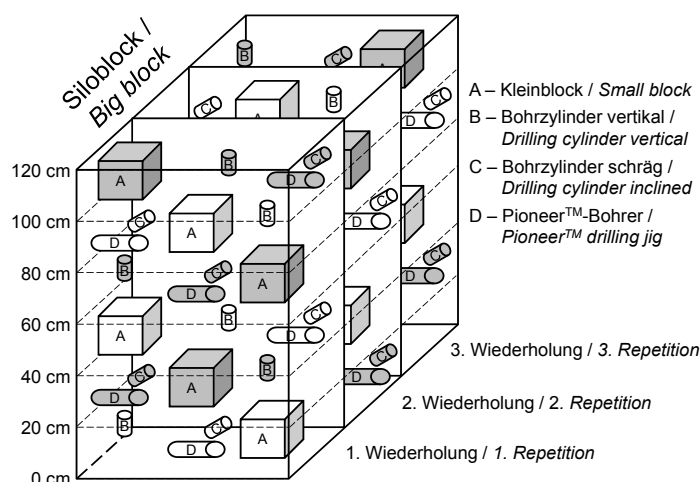 Siloblock /
Big block
A – Kleinblock / Small block
B – Bohrzylinder vertikal /
Drilling cylinder vertical
C – Bohrzylinder schräg /
Drilling cylinder inclined
D – Pioneer™-Bohrer /
Pioneer™ drilling jig
120 cm
100 cm
80 cm
60 cm
40 cm
20 cm
0 cm
3. Wiederholung / 3. Repetition
2. Wiederholung / 2. Repetition
1. Wiederholung / 1. Repetition
B
C
A
C
B
C
D
A
B
C
D
B
C
D
A
C
D
B
C
D
A
C
D
B
A
C
D
A
B
C
D
B
A
C
D
B
C
D
A